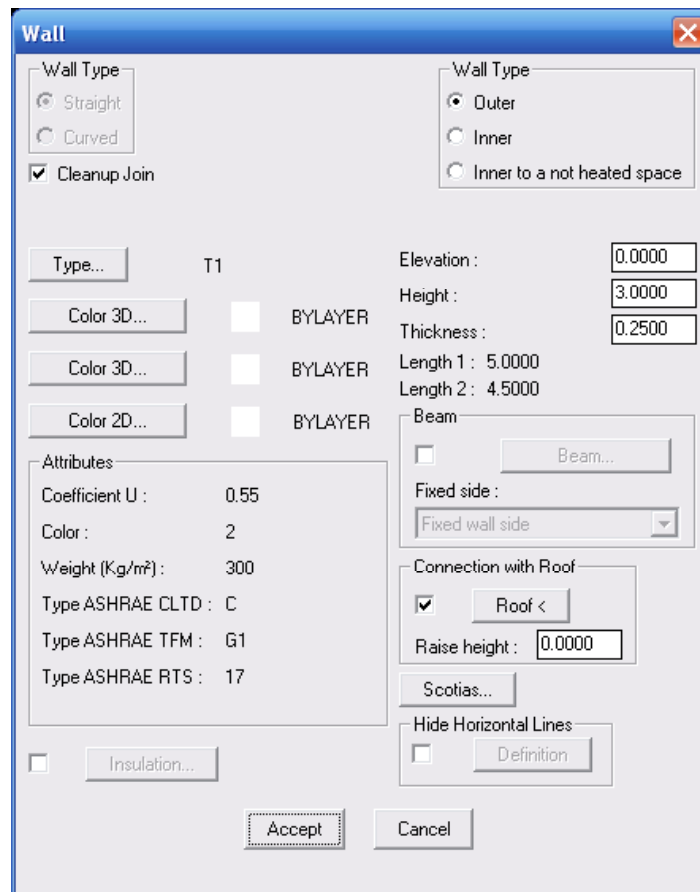 Wall
Wall Type
Straight
Curved
Cleanup Join
Wall Type
Outer
Inner
Inner to a not heated space
Type... T1
Color 3D... BYLAYER
Color 3D... BYLAYER
Color 2D... BYLAYER
Elevation : 0.0000
Height : 3.0000
Thickness : 0.2500
Length 1 : 5.0000
Length 2 : 4.5000
Attributes
Coefficient U : 0.55
Color : 2
Weight (Kg/m²) : 300
Type ASHRAE CLTD : C
Type ASHRAE TFM : G1
Type ASHRAE RTS : 17
Insulation...
Beam
Beam...
Fixed side :
Fixed wall side
Connection with Roof
Roof <
Raise height : 0.0000
Scotias...
Hide Horizontal Lines
Definition
Accept Cancel